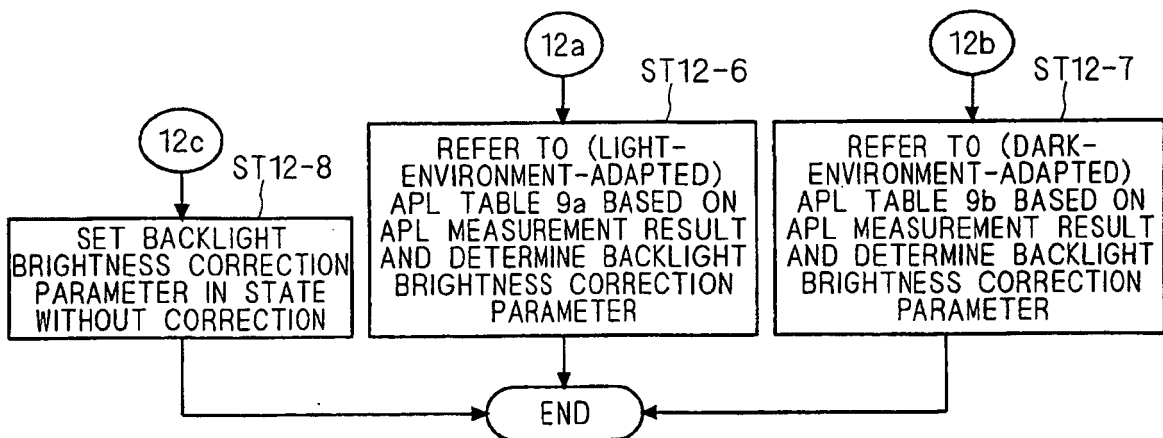 12c
ST12-8
SET BACKLIGHT
BRIGHTNESS CORRECTION
PARAMETER IN STATE
WITHOUT CORRECTION
12a
ST12-6
REFER TO (LIGHT-
ENVIRONMENT-ADAPTED)
APL TABLE 9a BASED ON
APL MEASUREMENT RESULT
AND DETERMINE BACKLIGHT
BRIGHTNESS CORRECTION
PARAMETER
12b
ST12-7
REFER TO (DARK-
ENVIRONMENT-ADAPTED)
APL TABLE 9b BASED ON
APL MEASUREMENT RESULT
AND DETERMINE BACKLIGHT
BRIGHTNESS CORRECTION
PARAMETER
END